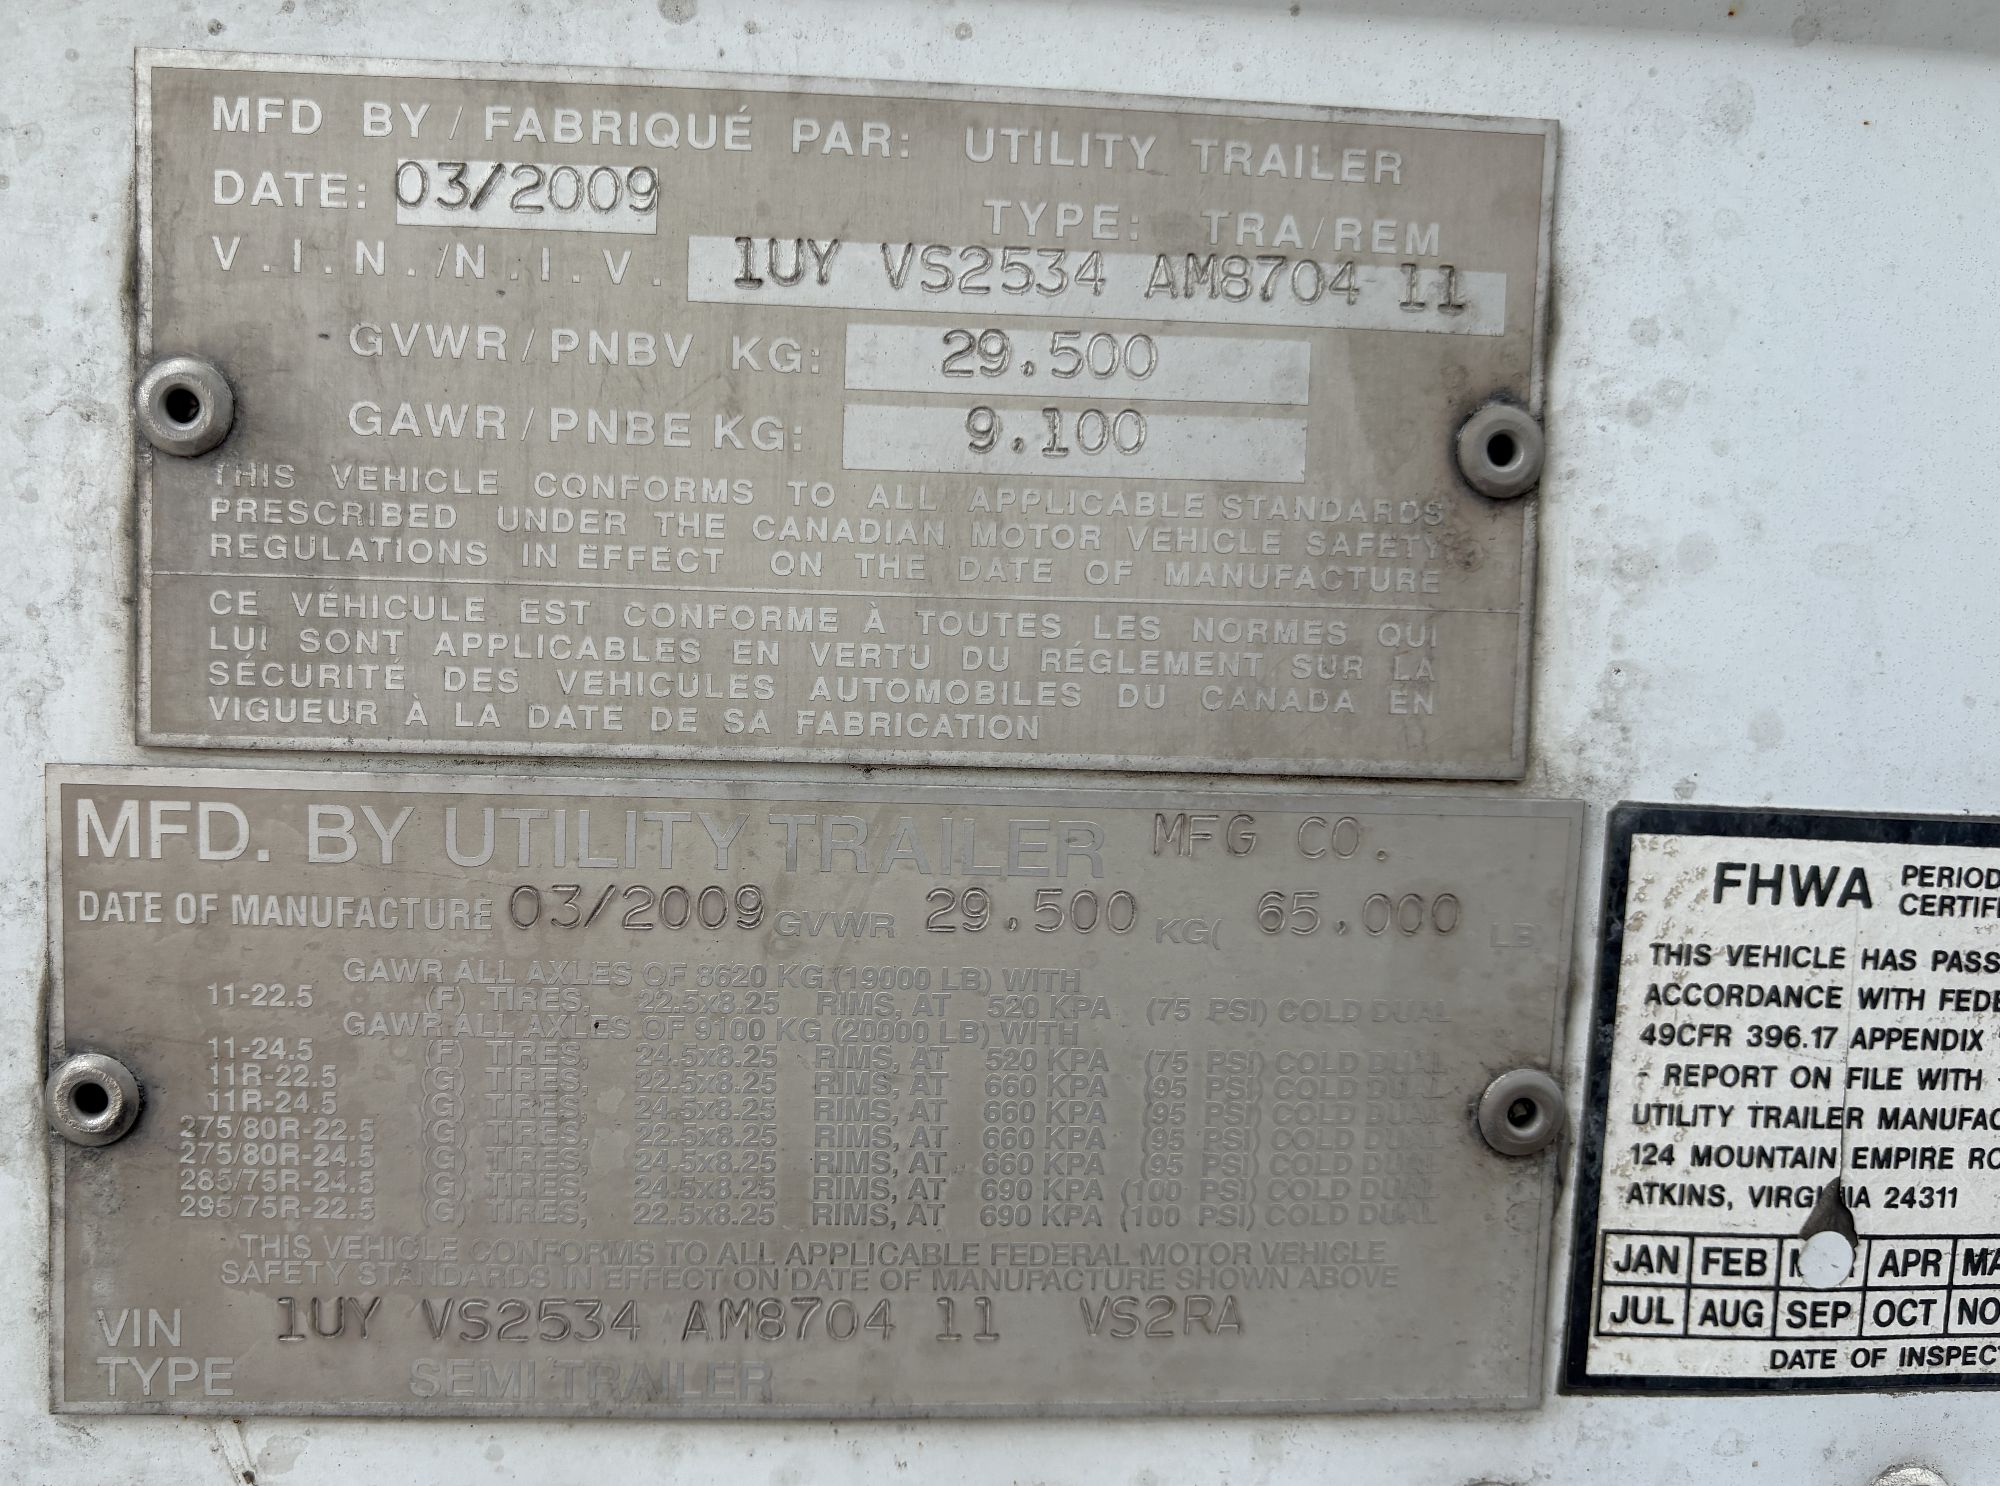 MFD BY / FABRIQUÉ PAR: UTILITY TRAILER
DATE: 03/2009 TYPE: TRA/REM
V.I.N./N.I.V. 1UY VS2534 AM8704 11
GVWR/PNBV KG: 29,500
GAWR/PNBE KG: 9,100
THIS VEHICLE CONFORMS TO ALL APPLICABLE STANDARDS
PRESCRIBED UNDER THE CANADIAN MOTOR VEHICLE SAFETY
REGULATIONS IN EFFECT ON THE DATE OF MANUFACTURE
CE VÉHICULE EST CONFORME À TOUTES LES NORMES QUI
LUI SONT APPLICABLES EN VERTU DU RÉGLEMENT SUR LA
SÉCURITÉ DES VEHICULES AUTOMOBILES DU CANADA EN
VIGUEUR À LA DATE DE SA FABRICATION
MFD. BY UTILITY TRAILER MFG CO.
DATE OF MANUFACTURE 03/2009 GVWR 29,500 KG( 65,000 LB)
GAWR ALL AXLES OF 8620 KG (19000 LB) WITH
11-22.5 (F) TIRES, 22.5x8.25 RIMS, AT 520 KPA (75 PSI) COLD DUAL
GAWR ALL AXLES OF 9100 KG (20000 LB) WITH
11-24.5 (F) TIRES, 24.5x8.25 RIMS, AT 520 KPA (75 PSI) COLD DUAL
11R-22.5 (G) TIRES, 22.5x8.25 RIMS, AT 660 KPA (95 PSI) COLD DUAL
11R-24.5 (G) TIRES, 24.5x8.25 RIMS, AT 660 KPA (95 PSI) COLD DUAL
275/80R-22.5 (G) TIRES, 22.5x8.25 RIMS, AT 660 KPA (95 PSI) COLD DUAL
275/80R-24.5 (G) TIRES, 24.5x8.25 RIMS, AT 660 KPA (95 PSI) COLD DUAL
285/75R-24.5 (G) TIRES, 24.5x8.25 RIMS, AT 690 KPA (100 PSI) COLD DUAL
295/75R-22.5 (G) TIRES, 22.5x8.25 RIMS, AT 690 KPA (100 PSI) COLD DUAL
THIS VEHICLE CONFORMS TO ALL APPLICABLE FEDERAL MOTOR VEHICLE
SAFETY STANDARDS IN EFFECT ON DATE OF MANUFACTURE SHOWN ABOVE
VIN 1UY VS2534 AM8704 11 VS2RA
TYPE SEMI TRAILER
FHWA PERIOD
CERTIFI
THIS VEHICLE HAS PASS
ACCORDANCE WITH FEDE
49CFR 396.17 APPENDIX
- REPORT ON FILE WITH -
UTILITY TRAILER MANUFAC
124 MOUNTAIN EMPIRE RO
ATKINS, VIRGINIA 24311
JAN FEB APR MA
JUL AUG SEP OCT NO
DATE OF INSPECT